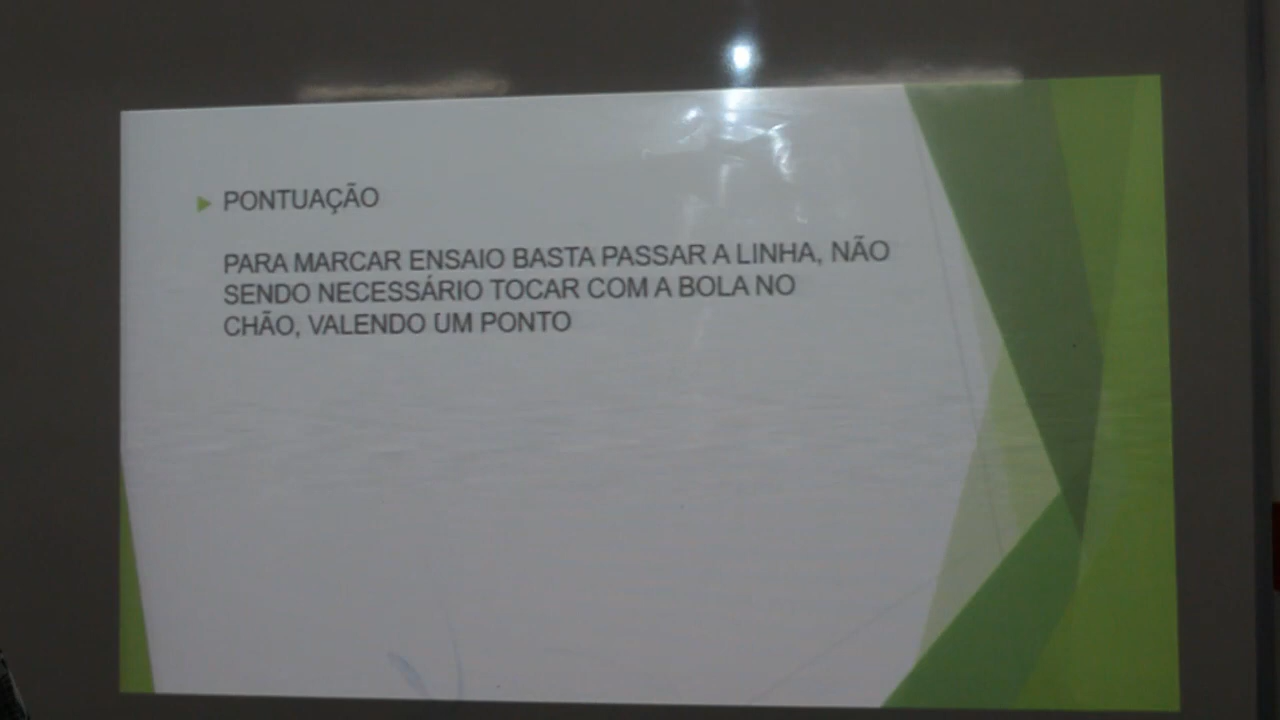 PONTUAÇÃO
PARA MARCAR ENSAIO BASTA PASSAR A LINHA, NÃO
SENDO NECESSÁRIO TOCAR COM A BOLA NO
CHÃO, VALENDO UM PONTO